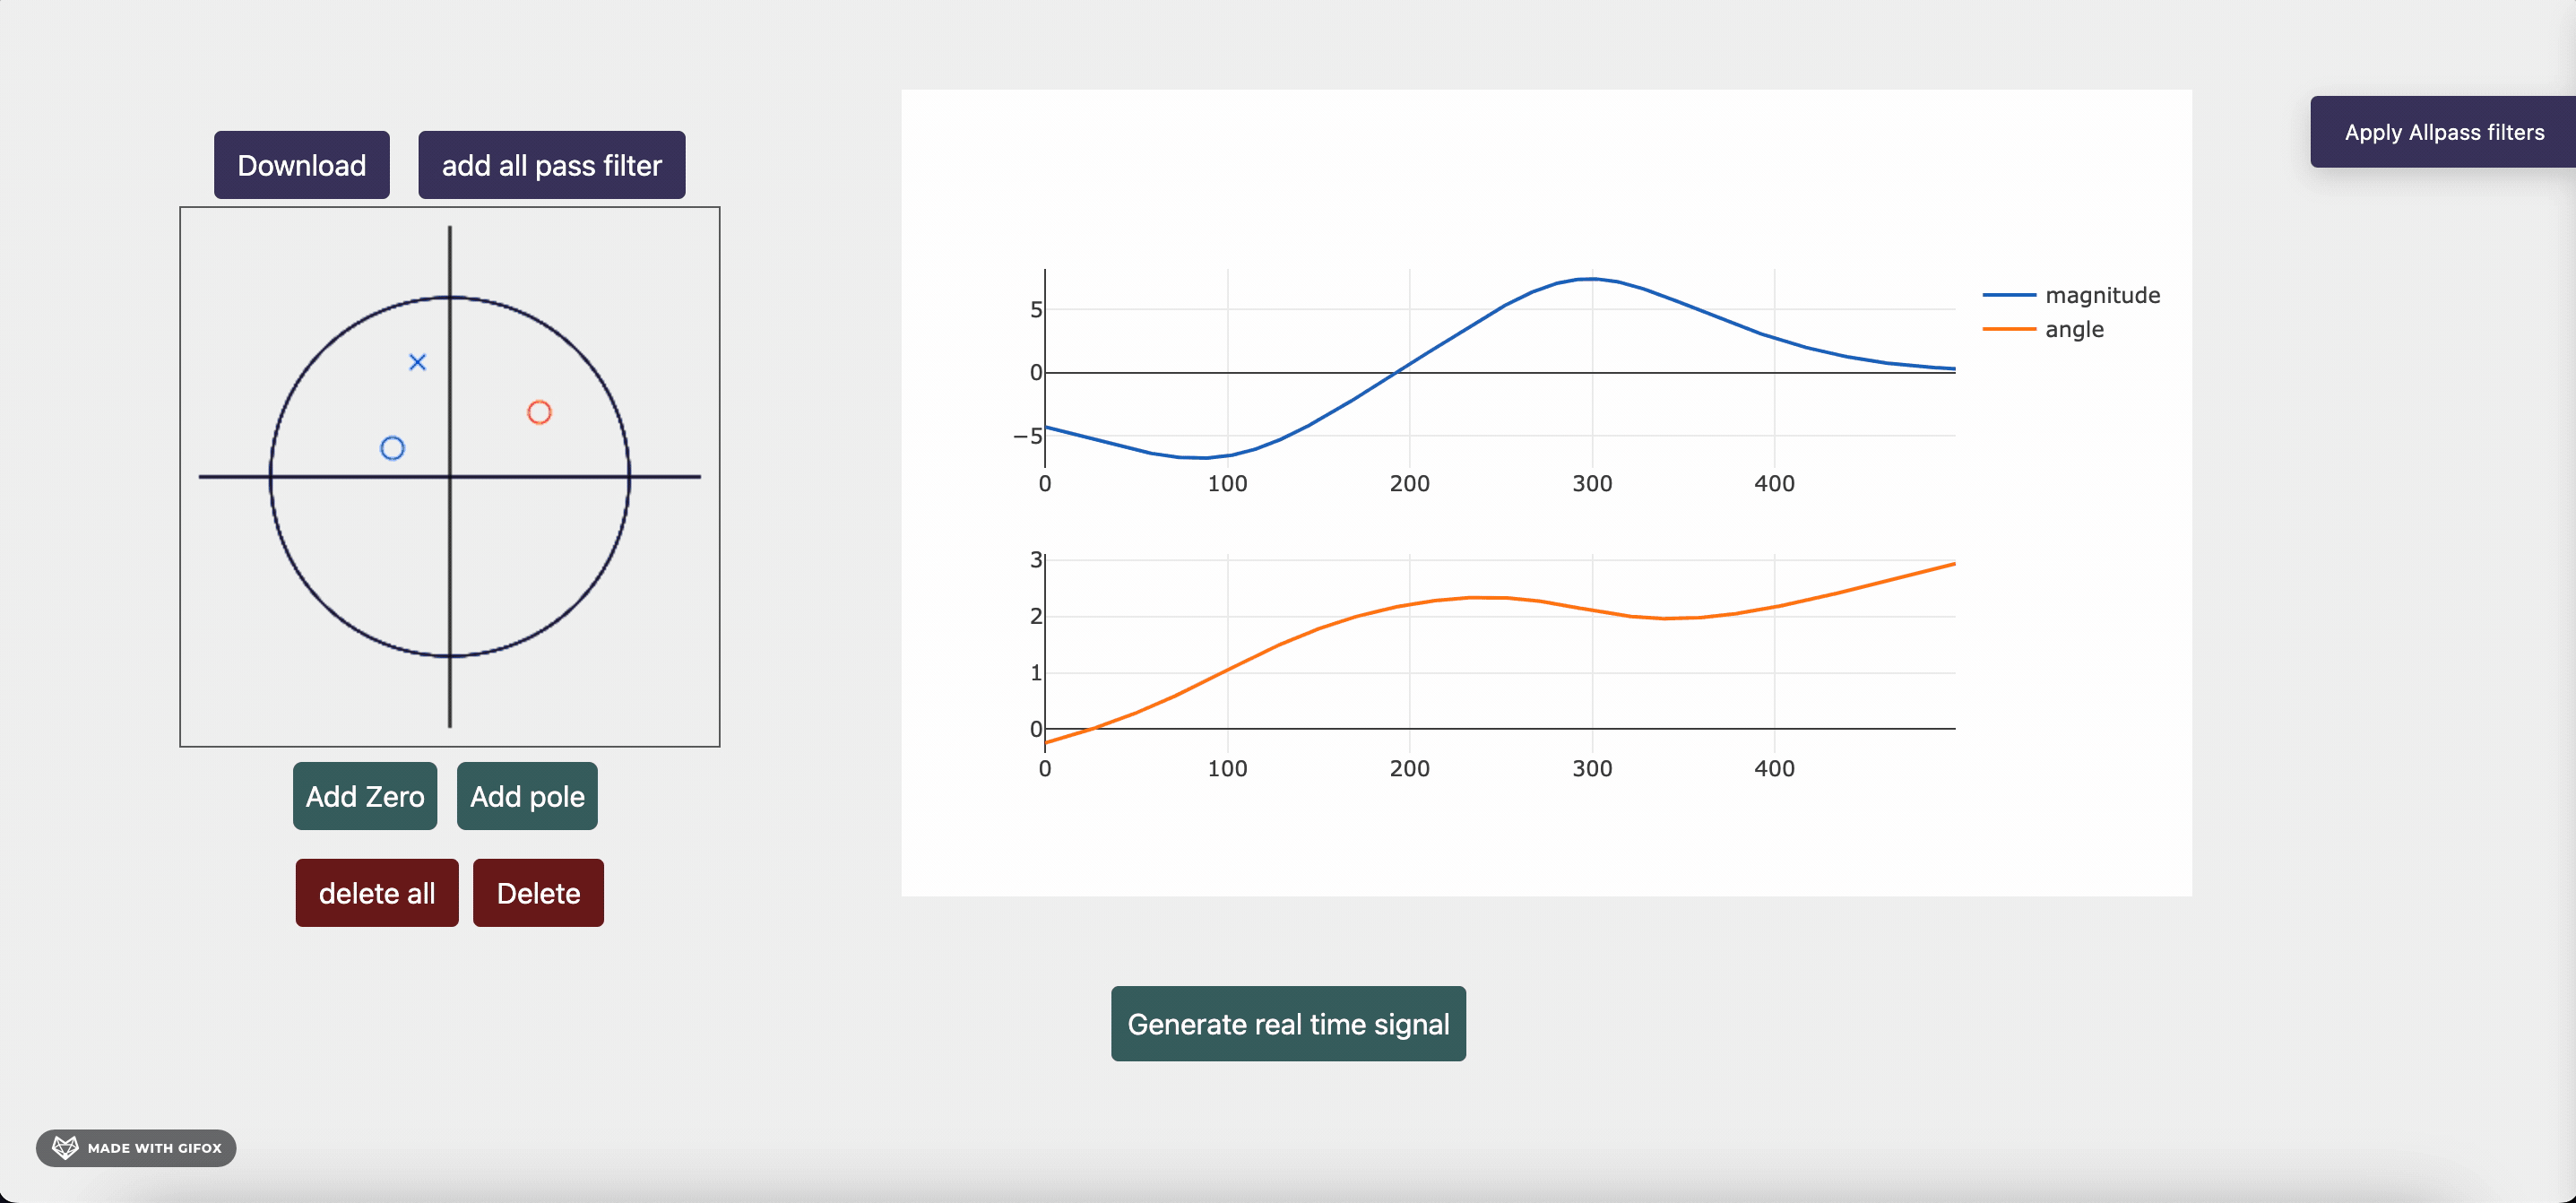 Download
add all pass filter
Apply Allpass filters
5
0
−5
0
100
200
300
400
magnitude
angle
3
2
1
0
0
100
200
300
400
Add Zero
Add pole
delete all
Delete
Generate real time signal
MADE WITH GIFOX